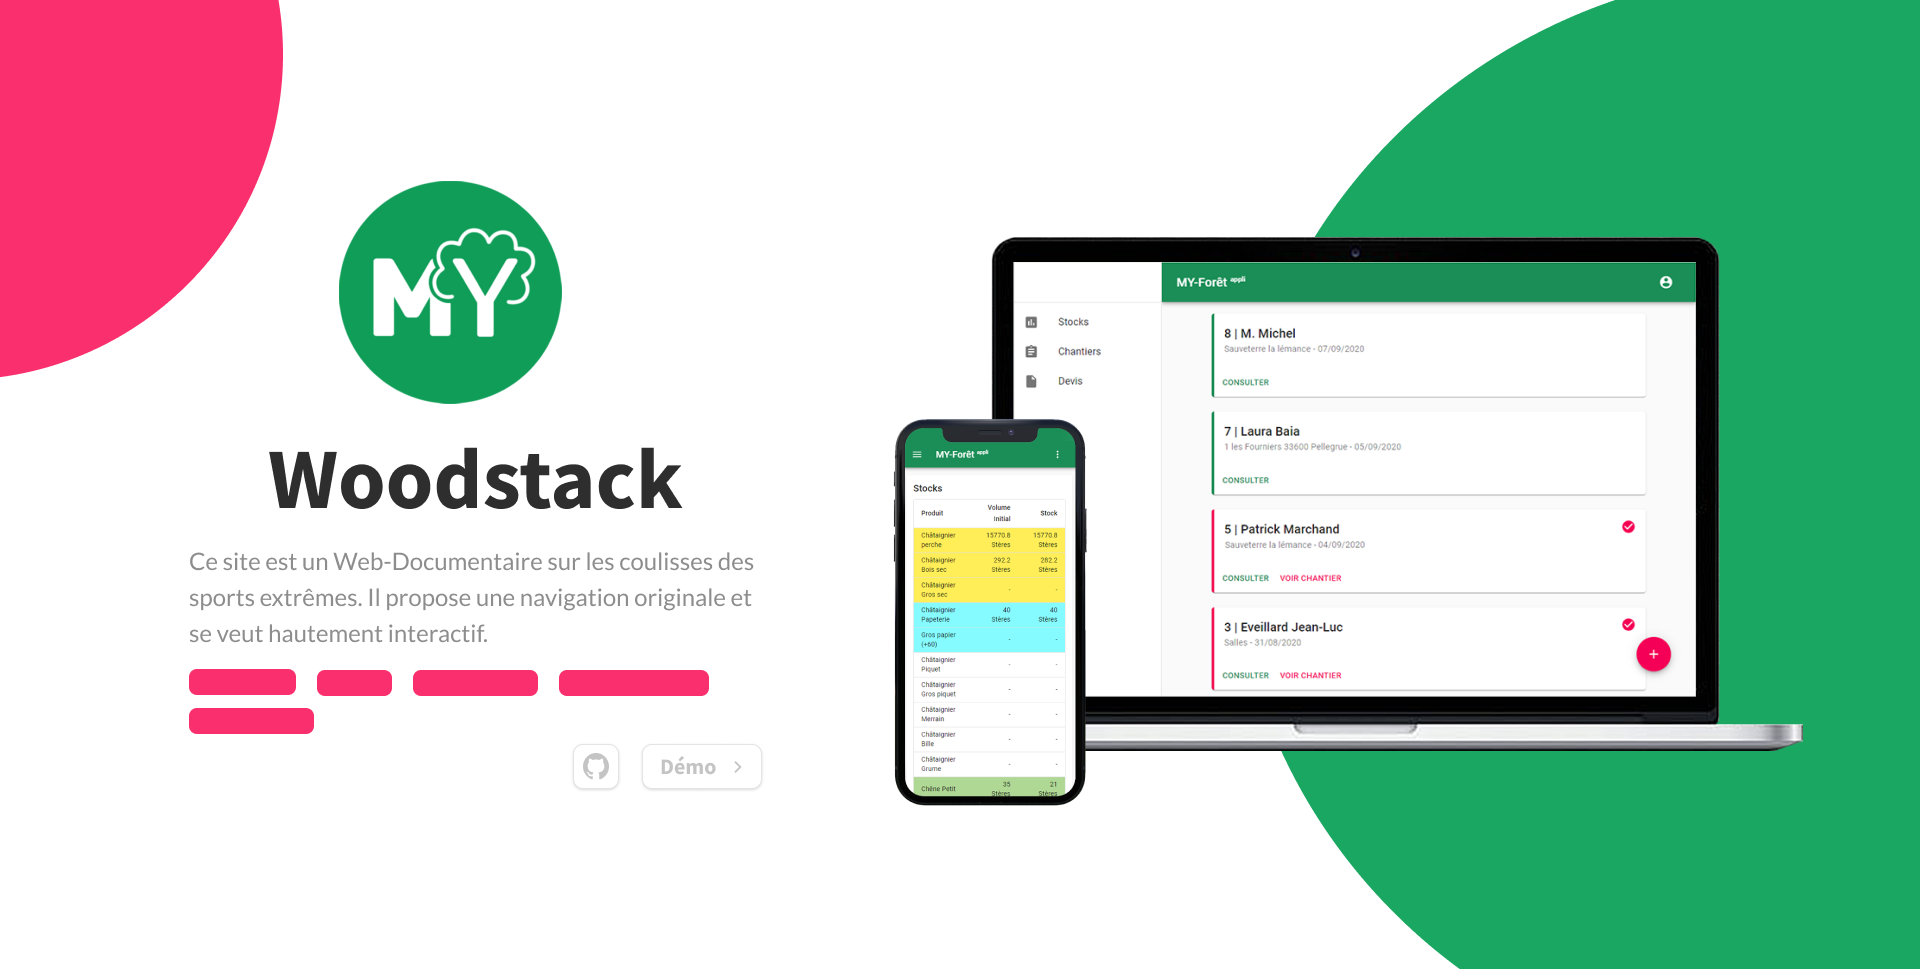 MY
Woodstack
Ce site est un Web-Documentaire sur les coulisses des
sports extrêmes. Il propose une navigation originale et
se veut hautement interactif.
Démo
MY-Forêt appli
Stocks
Chantiers
Devis
8 | M. Michel
Sauveterre la lémance - 07/09/2020
CONSULTER
7 | Laura Baia
1 les Fourniers 33600 Pellegrue - 05/09/2020
CONSULTER
5 | Patrick Marchand
Sauveterre la lémance - 04/09/2020
CONSULTER VOIR CHANTIER
3 | Eveillard Jean-Luc
Salles - 31/08/2020
CONSULTER VOIR CHANTIER
MY-Forêt appli
Stocks
Produit Volume initial Stock
Châtaignier perche 15770.8 Stères 15770.8 Stères
Châtaignier Bois sec 292.2 Stères 262.2 Stères
Châtaignier Gros sec - -
Châtaignier Papeterie 40 Stères 40 Stères
Gros papier (+60) - -
Châtaignier Piquet - -
Châtaignier Gros piquet - -
Châtaignier Merrain - -
Châtaignier Bille - -
Châtaignier Grume - -
Chêne Petit 35 Stères 21 Stères